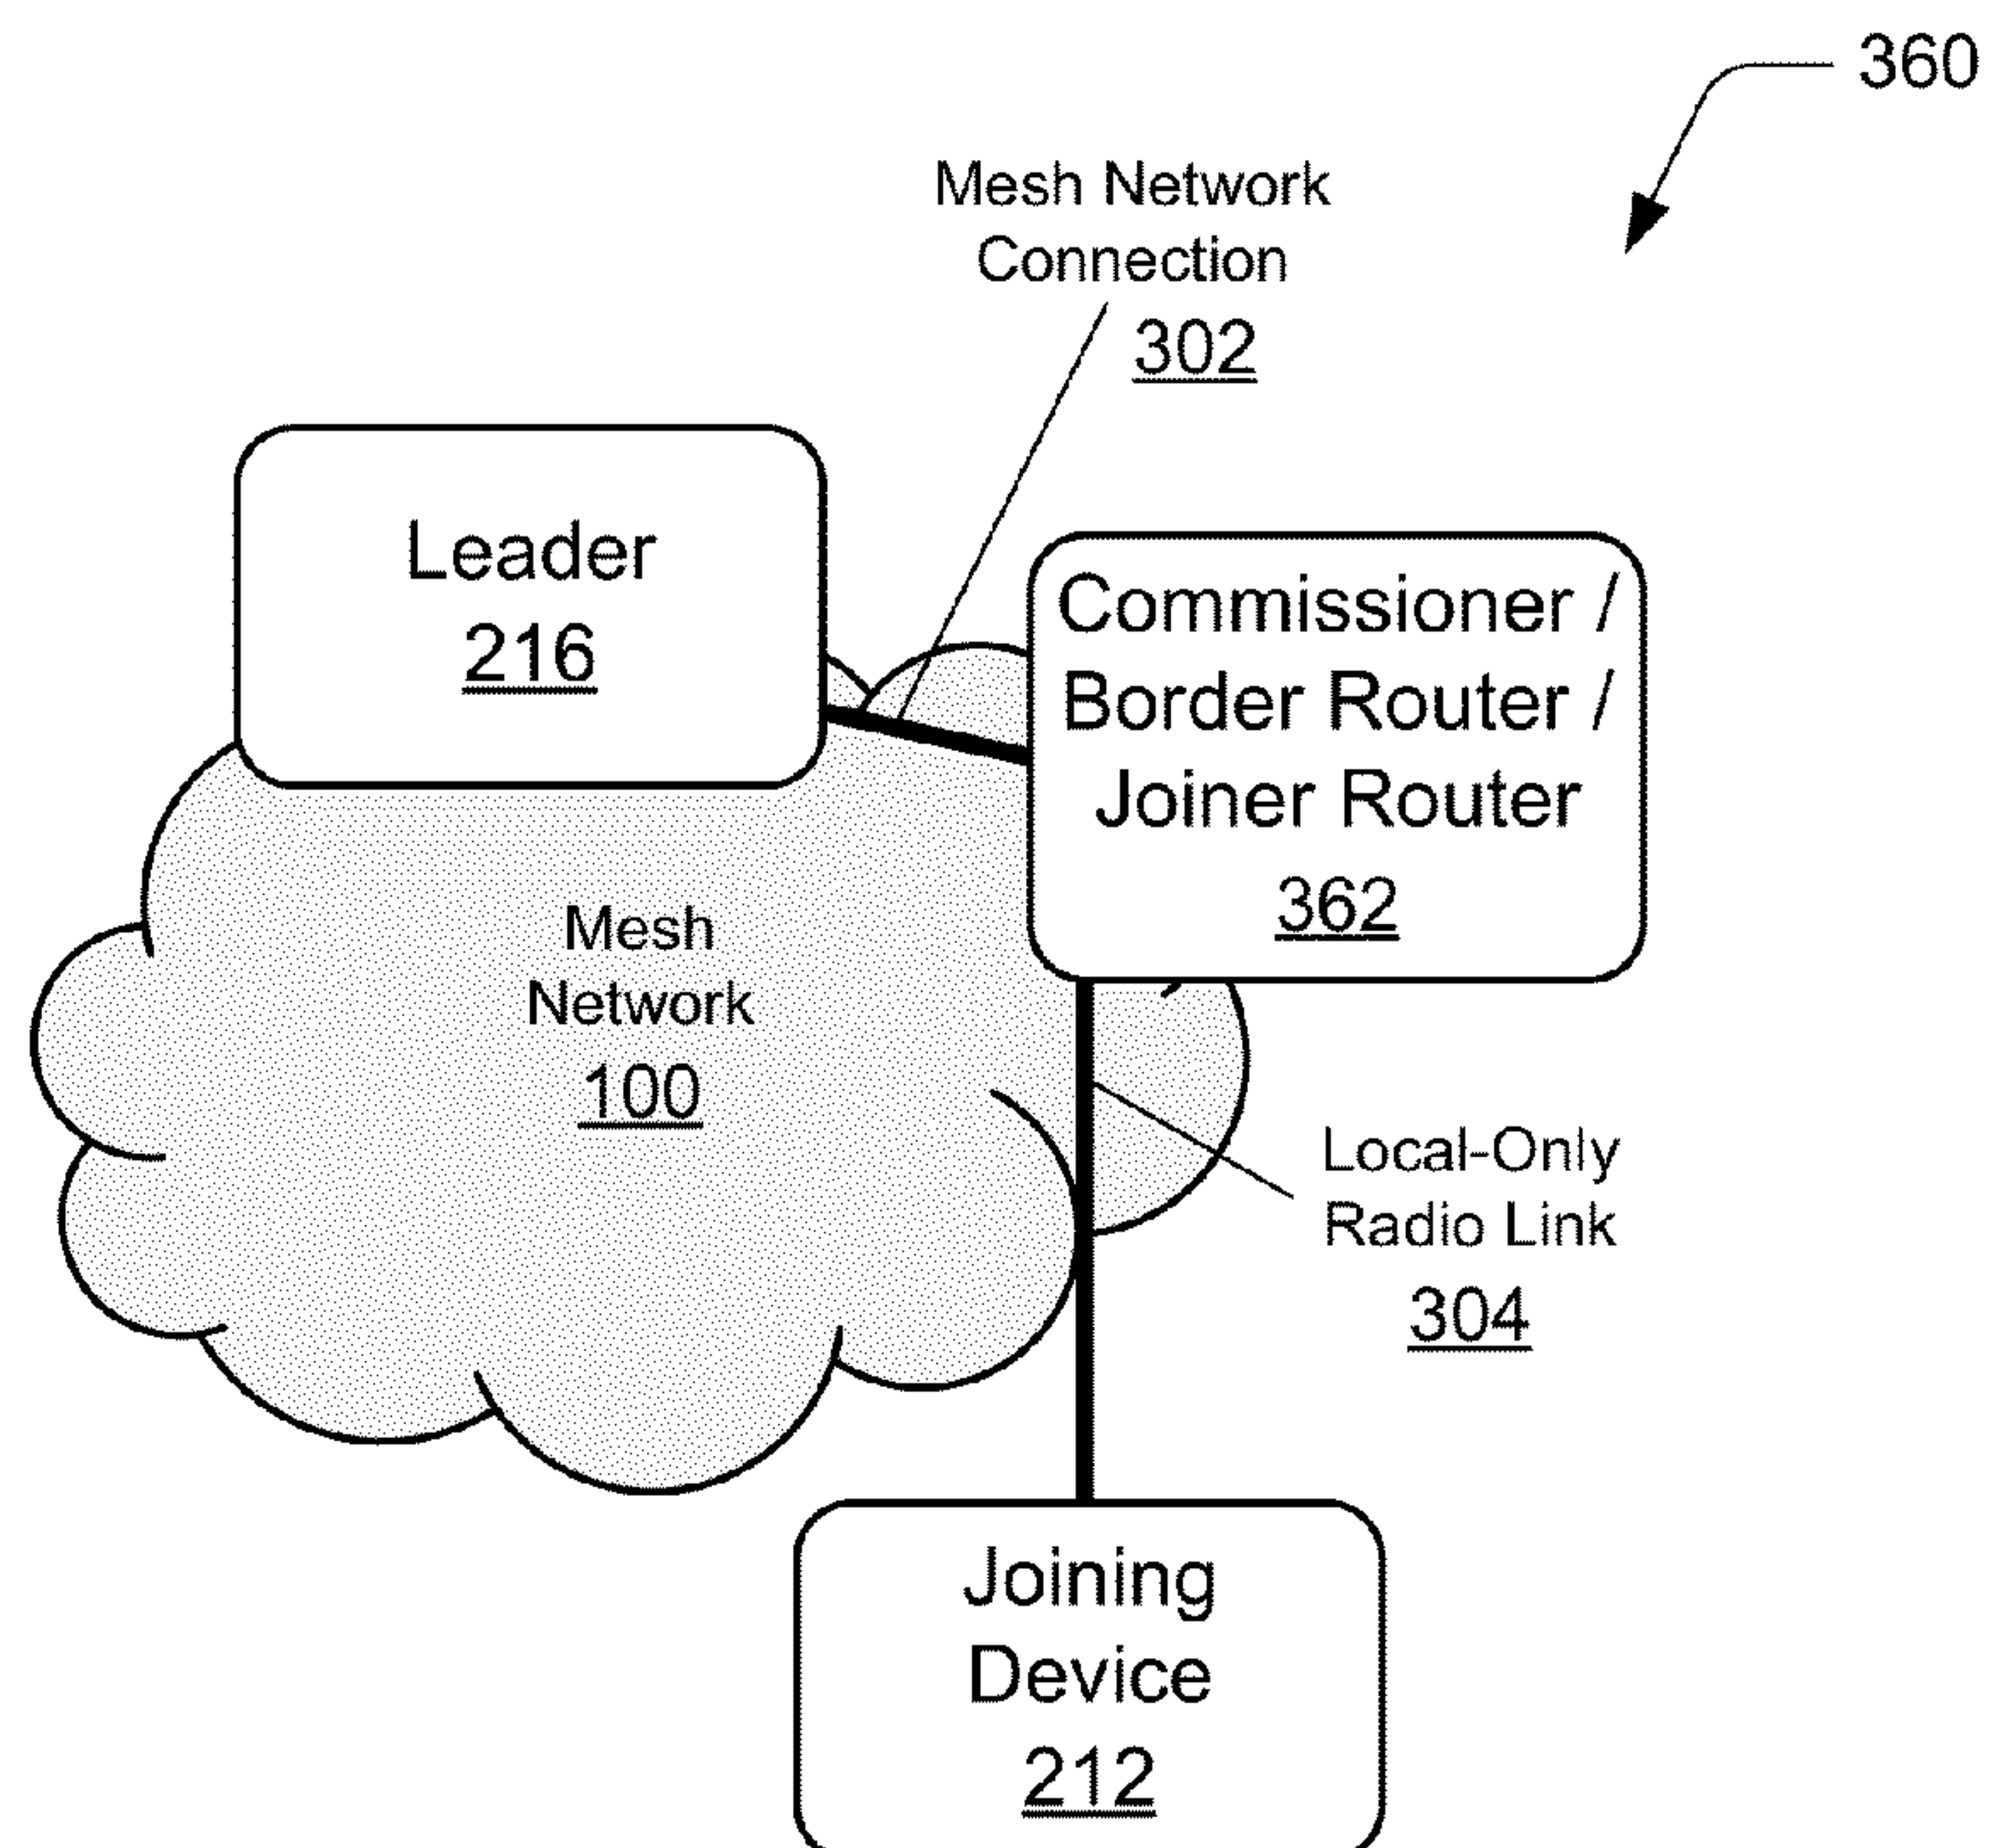 360
Mesh Network
Connection
302
Leader
216
Commissioner /
Border Router /
Joiner Router
362
Mesh
Network
100
Local-Only
Radio Link
304
Joining
Device
212